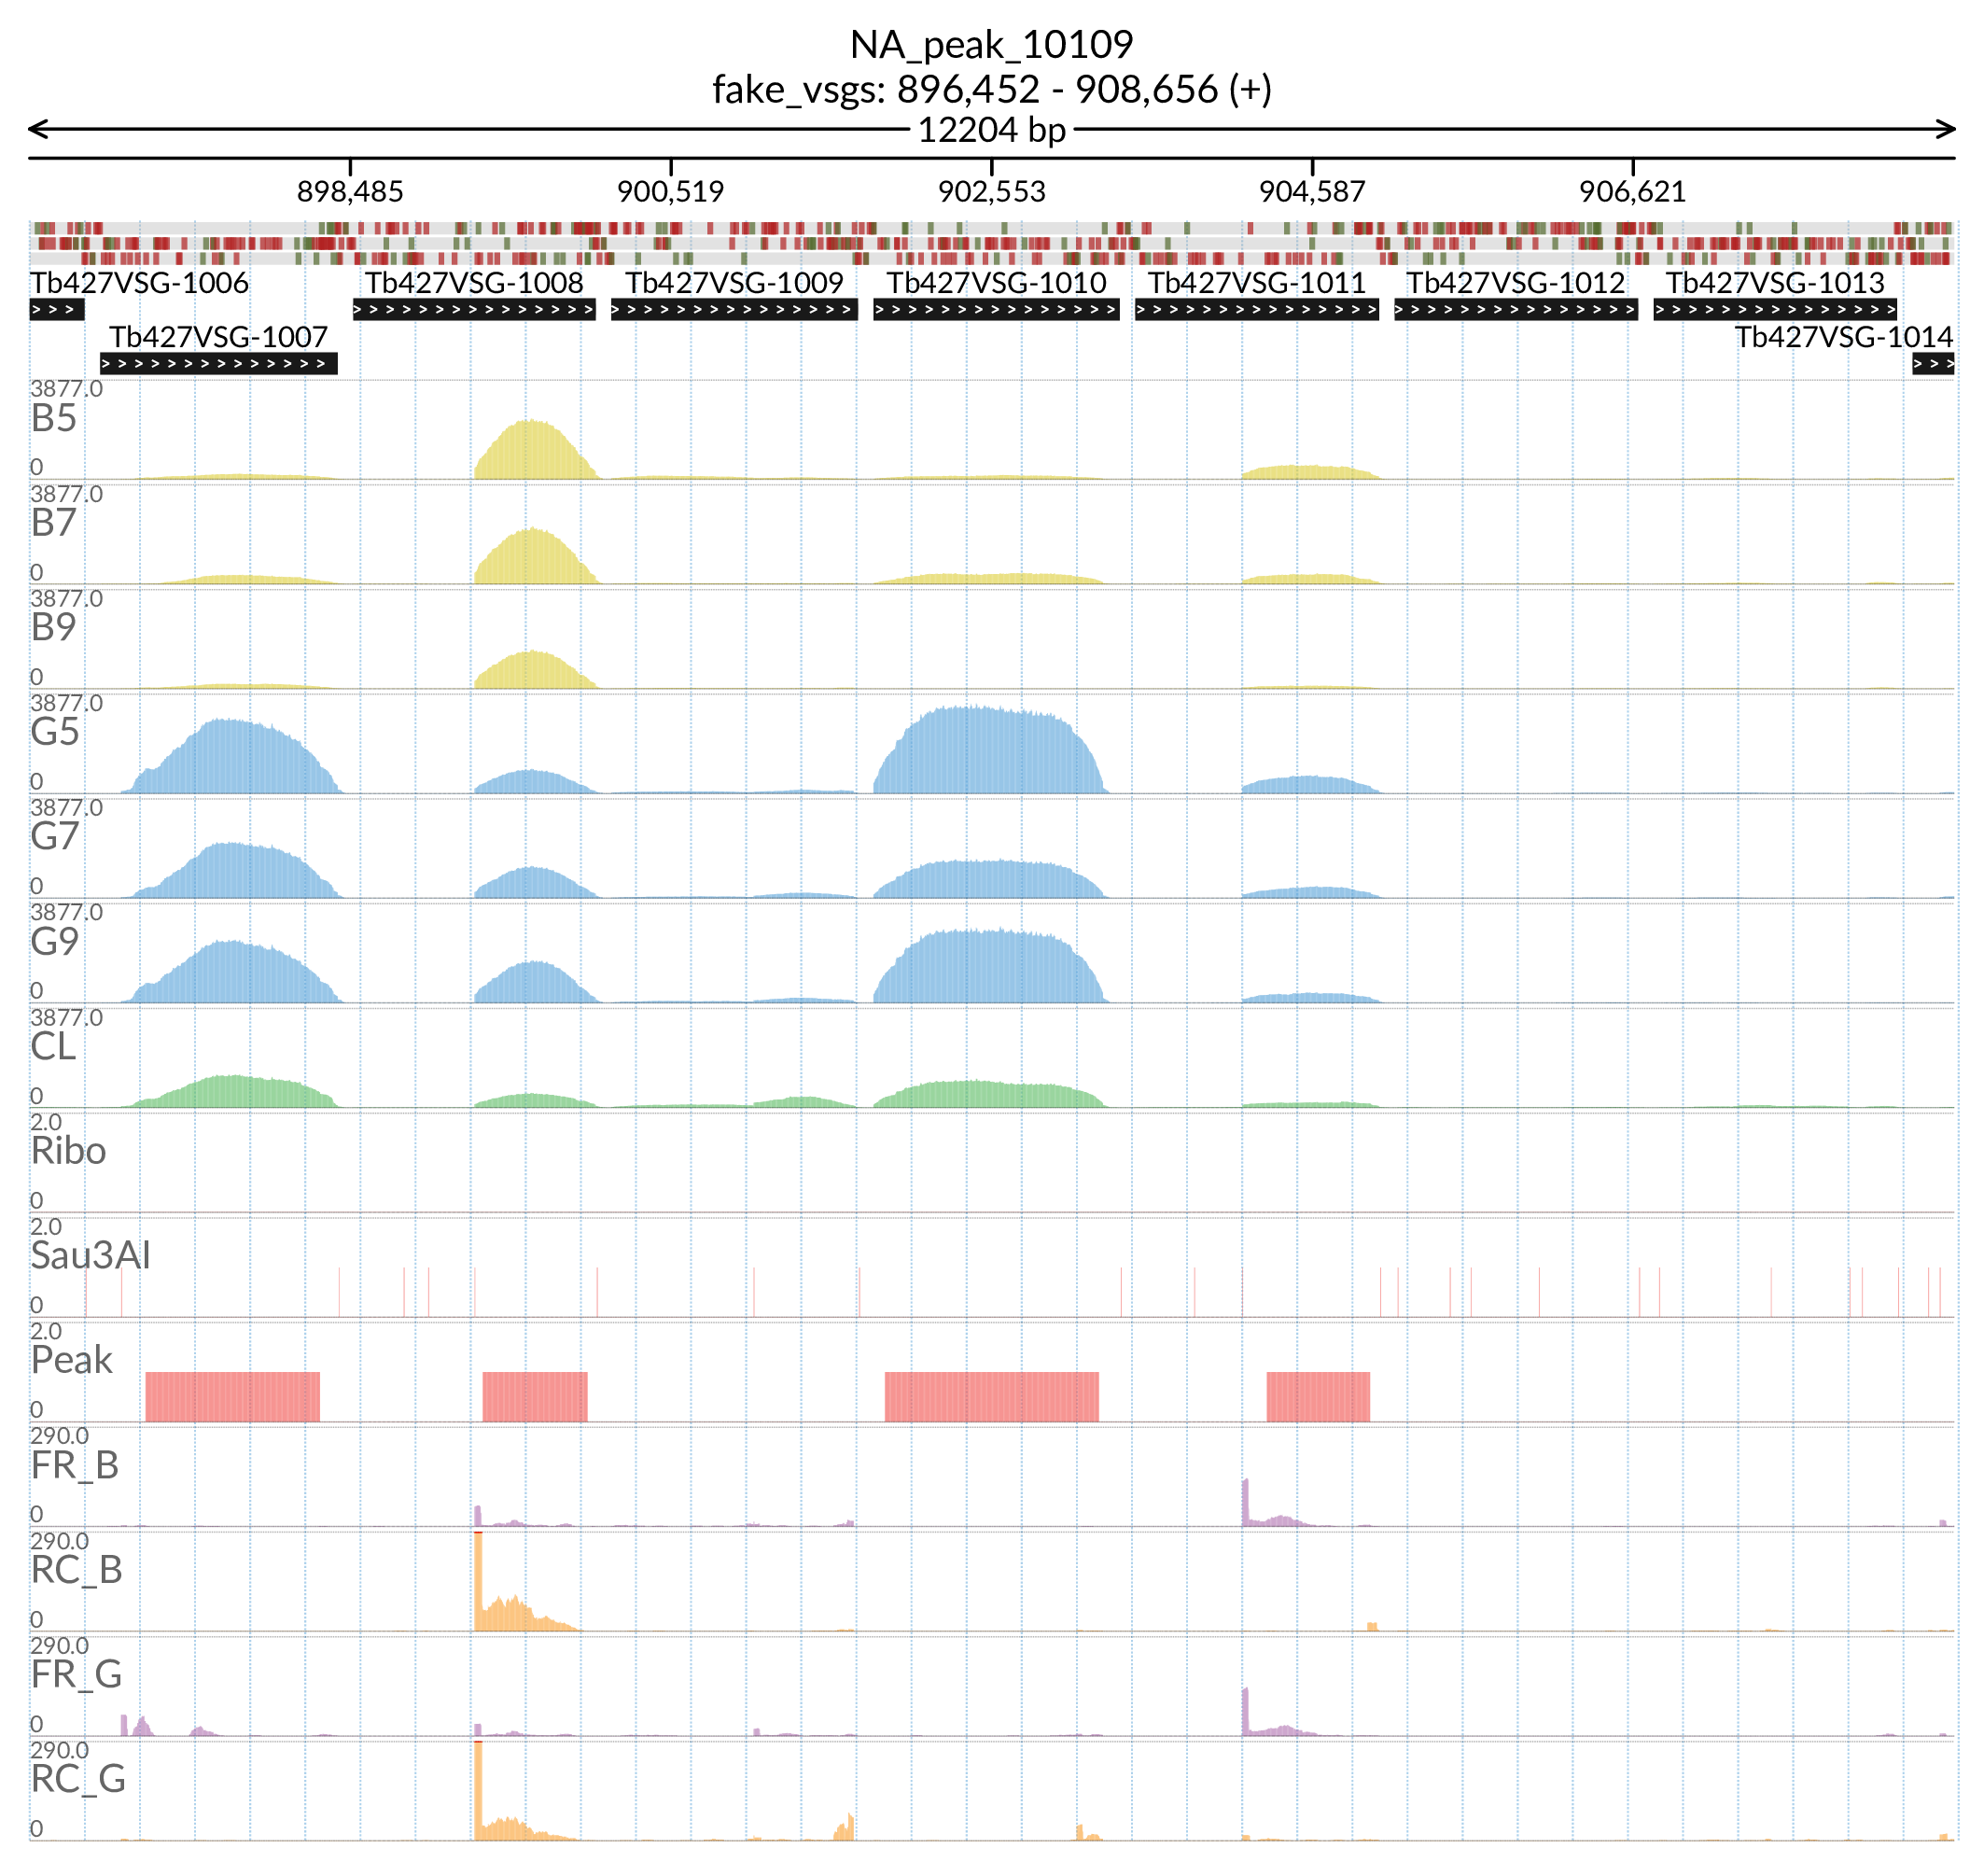 NA_peak_10109
fake_vsgs: 896,452 - 908,656 (+)
12204 bp
898,485 900,519 902,553 904,587 906,621
Tb427VSG-1006 Tb427VSG-1008 Tb427VSG-1009 Tb427VSG-1010 Tb427VSG-1011 Tb427VSG-1012 Tb427VSG-1013
Tb427VSG-1007 Tb427VSG-1014
3877.0
B5
0
3877.0
B7
0
3877.0
B9
0
3877.0
G5
0
3877.0
G7
0
3877.0
G9
0
3877.0
CL
0
2.0
Ribo
0
2.0
Sau3AI
0
2.0
Peak
0
290.0
FR_B
0
290.0
RC_B
0
290.0
FR_G
0
290.0
RC_G
0